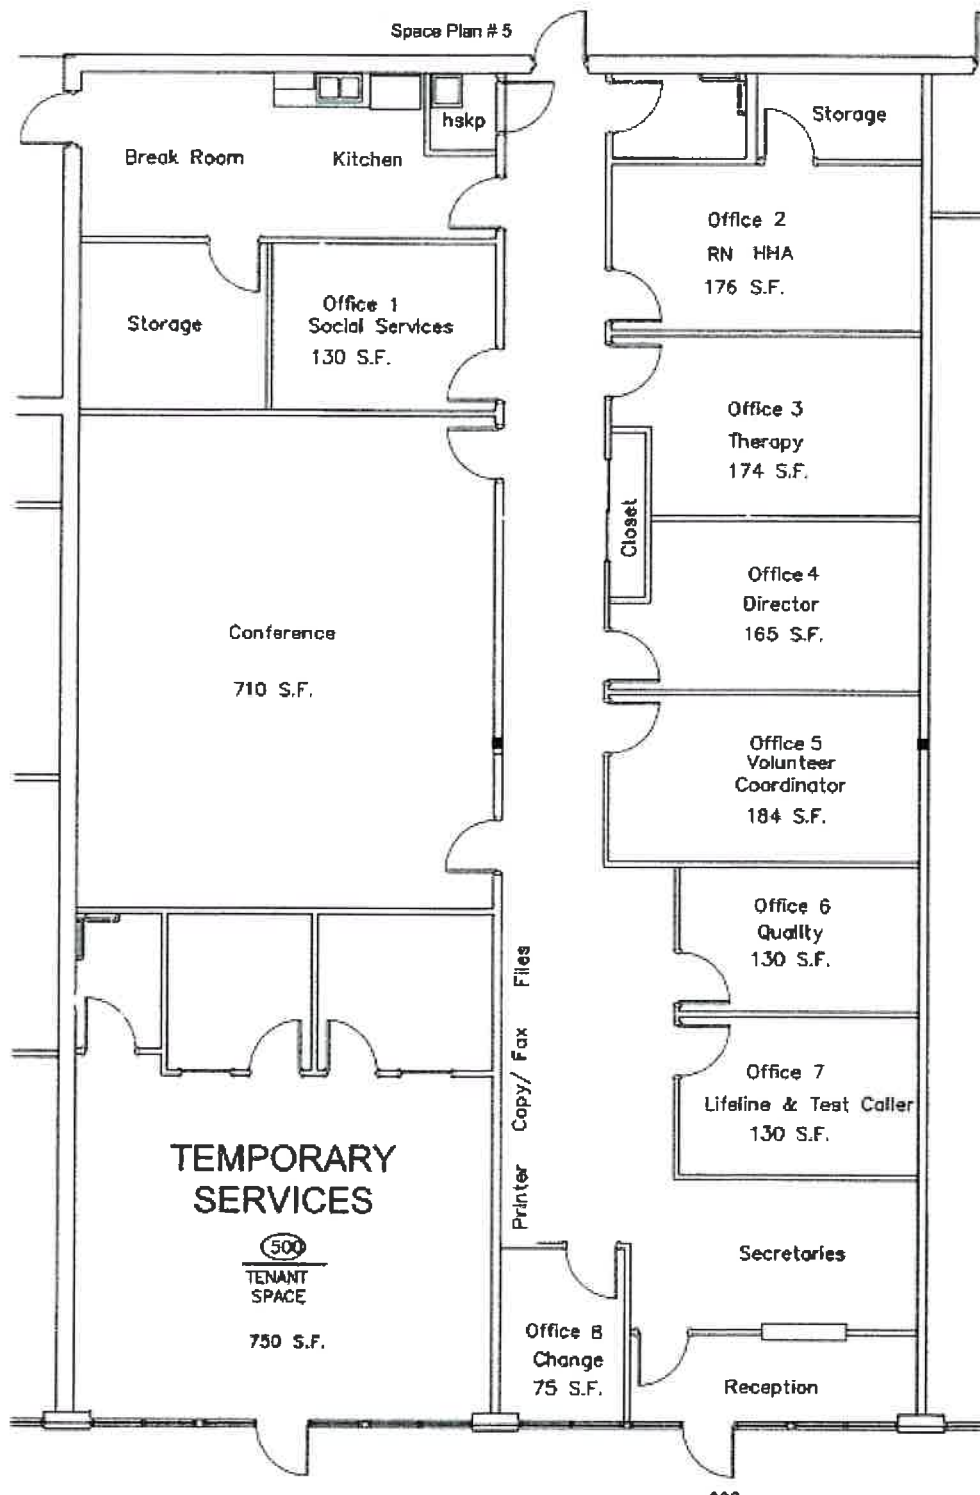 Space Plan # 5
hskp
Storage
Break Room
Kitchen
Office 2
RN HHA
176 S.F.
Storage
Office 1
Social Services
130 S.F.
Office 3
Therapy
174 S.F.
Closet
Office 4
Director
165 S.F.
Conference
710 S.F.
Office 5
Volunteer
Coordinator
184 S.F.
Office 6
Quality
130 S.F.
Printer Copy/ Fax Files
Office 7
Lifeline & Test Caller
130 S.F.
TEMPORARY
SERVICES
500
TENANT
SPACE
750 S.F.
Secretaries
Office 8
Change
75 S.F.
Reception